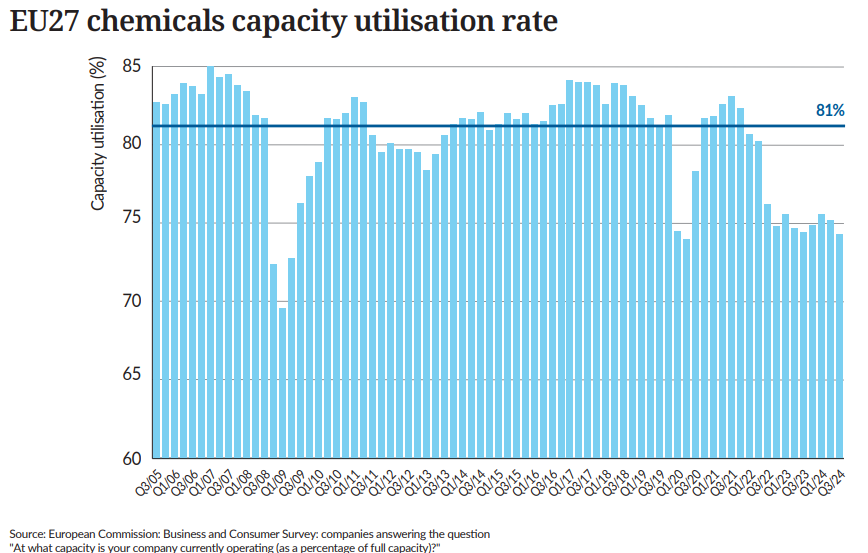 EU27 chemicals capacity utilisation rate
Capacity utilisation (%)
85
80
75
70
65
60
81%
Q3/05
Q1/06
Q3/06
Q1/07
Q3/07
Q1/08
Q3/08
Q1/09
Q3/09
Q1/10
Q3/10
Q1/11
Q3/11
Q1/12
Q3/12
Q1/13
Q3/13
Q1/14
Q3/14
Q1/15
Q3/15
Q1/16
Q3/16
Q1/17
Q3/17
Q1/18
Q3/18
Q1/19
Q3/19
Q1/20
Q3/20
Q1/21
Q3/21
Q1/22
Q3/22
Q1/23
Q3/23
Q1/24
Q3/24
Source: European Commission: Business and Consumer Survey: companies answering the question
"At what capacity is your company currently operating (as a percentage of full capacity)?"